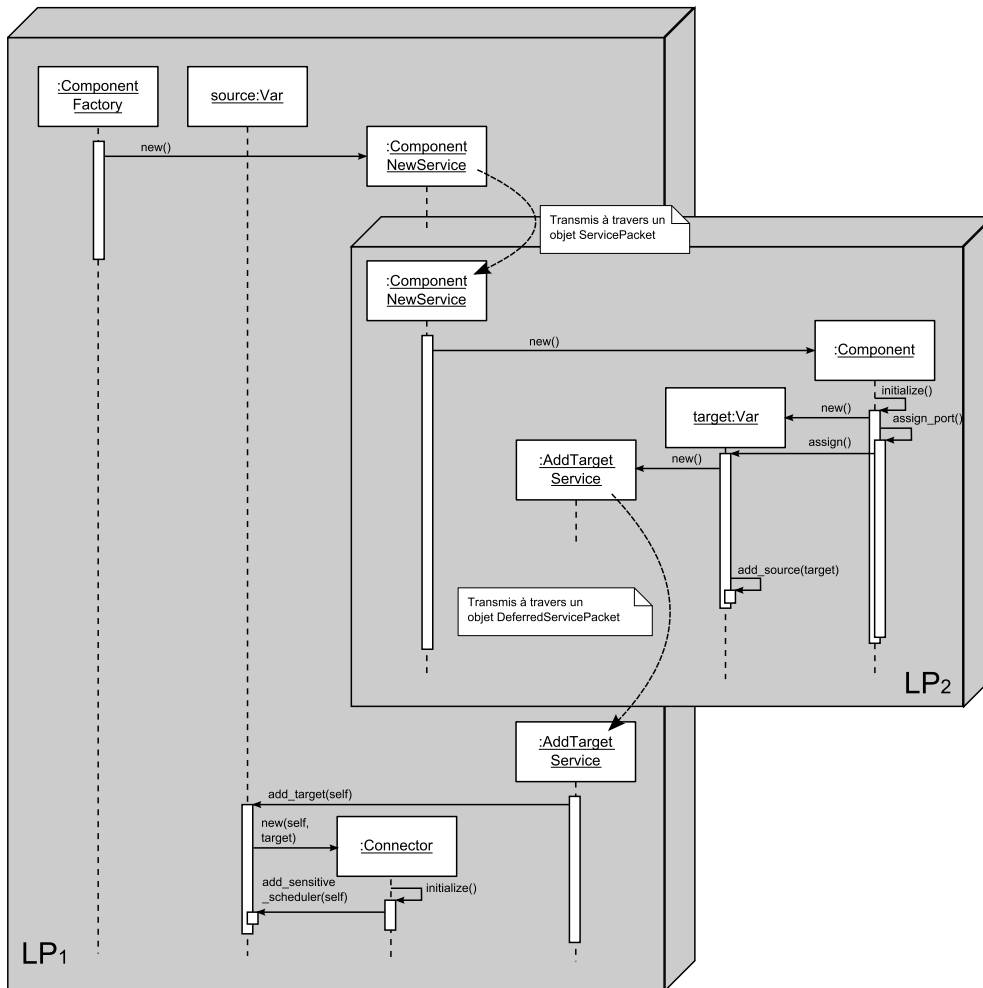 :Component
Factory
source:Var
new()
:Component
NewService
Transmis à travers un
objet ServicePacket
:Component
NewService
new()
:Component
initialize()
target:Var
new()
assign_port()
assign()
:AddTarget
Service
new()
add_source(target)
Transmis à travers un
objet DeferredServicePacket
LP2
:AddTarget
Service
add_target(self)
new(self,
target)
:Connector
add_sensitive
_scheduler(self)
initialize()
LP1